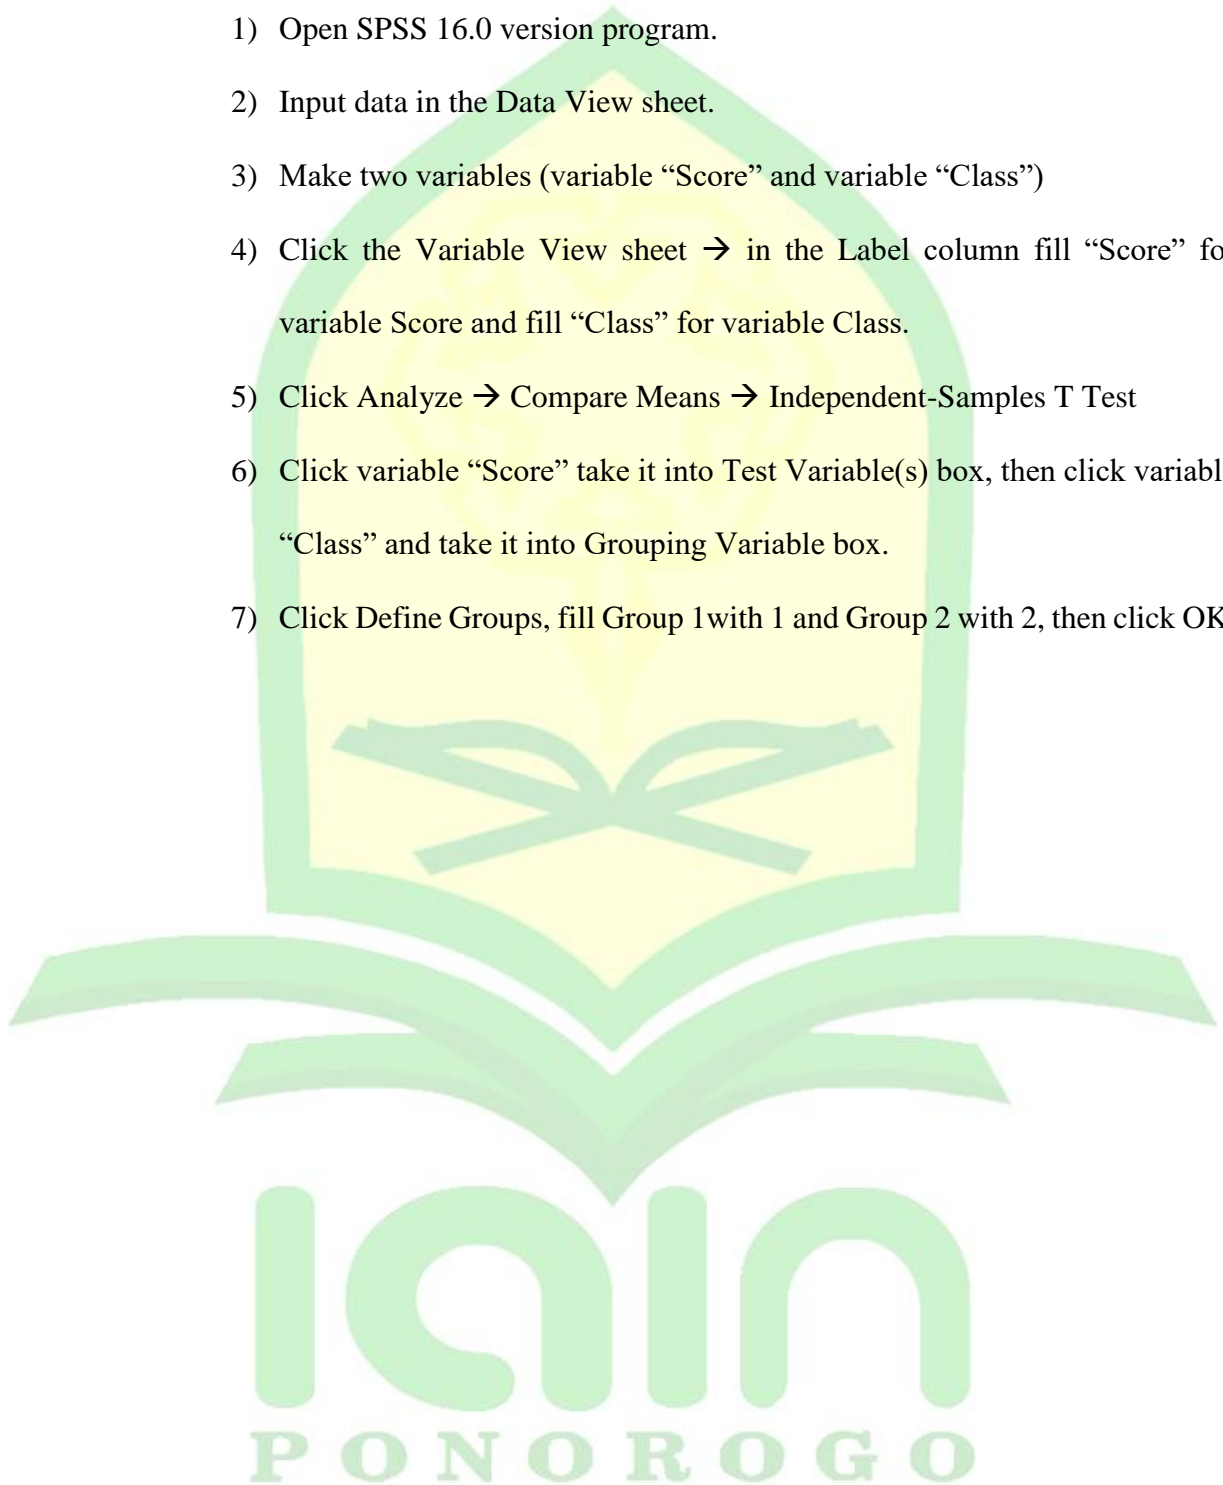 1) Open SPSS 16.0 version program.
2) Input data in the Data View sheet.
3) Make two variables (variable “Score” and variable “Class”)
4) Click the Variable View sheet → in the Label column fill “Score” fo
variable Score and fill “Class” for variable Class.
5) Click Analyze → Compare Means → Independent-Samples T Test
6) Click variable “Score” take it into Test Variable(s) box, then click variabl
“Class” and take it into Grouping Variable box.
7) Click Define Groups, fill Group 1with 1 and Group 2 with 2, then click OK
iain
PONOROGO